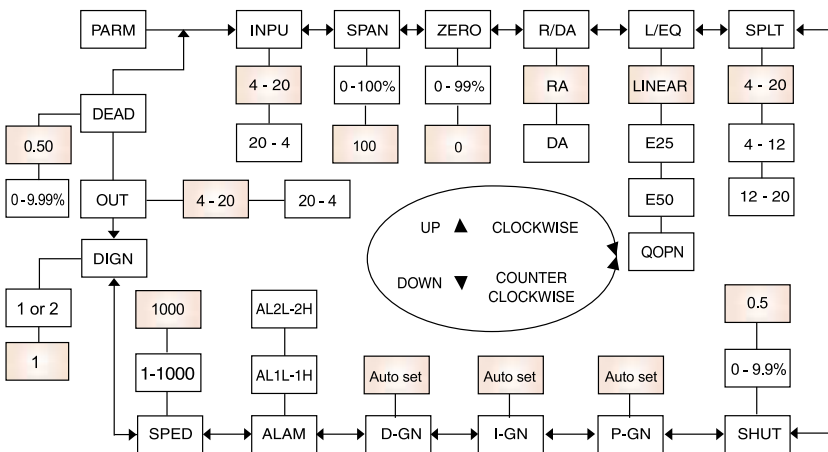 PARM
INPU
SPAN
ZERO
R/DA
L/EQ
SPLT
4 - 20
0 - 100%
0 - 99%
RA
LINEAR
4 - 20
DEAD
20 - 4
100
0
DA
E25
4 - 12
0.50
0 - 9.99%
OUT
4 - 20
20 - 4
E50
12 - 20
UP ▲ CLOCKWISE
QOPN
DIGN
DOWN ▼ COUNTER
CLOCKWISE
1 or 2
1000
AL2L-2H
0.5
1
1-1000
AL1L-1H
Auto set
Auto set
Auto set
0 - 9.9%
SPED
ALAM
D-GN
I-GN
P-GN
SHUT